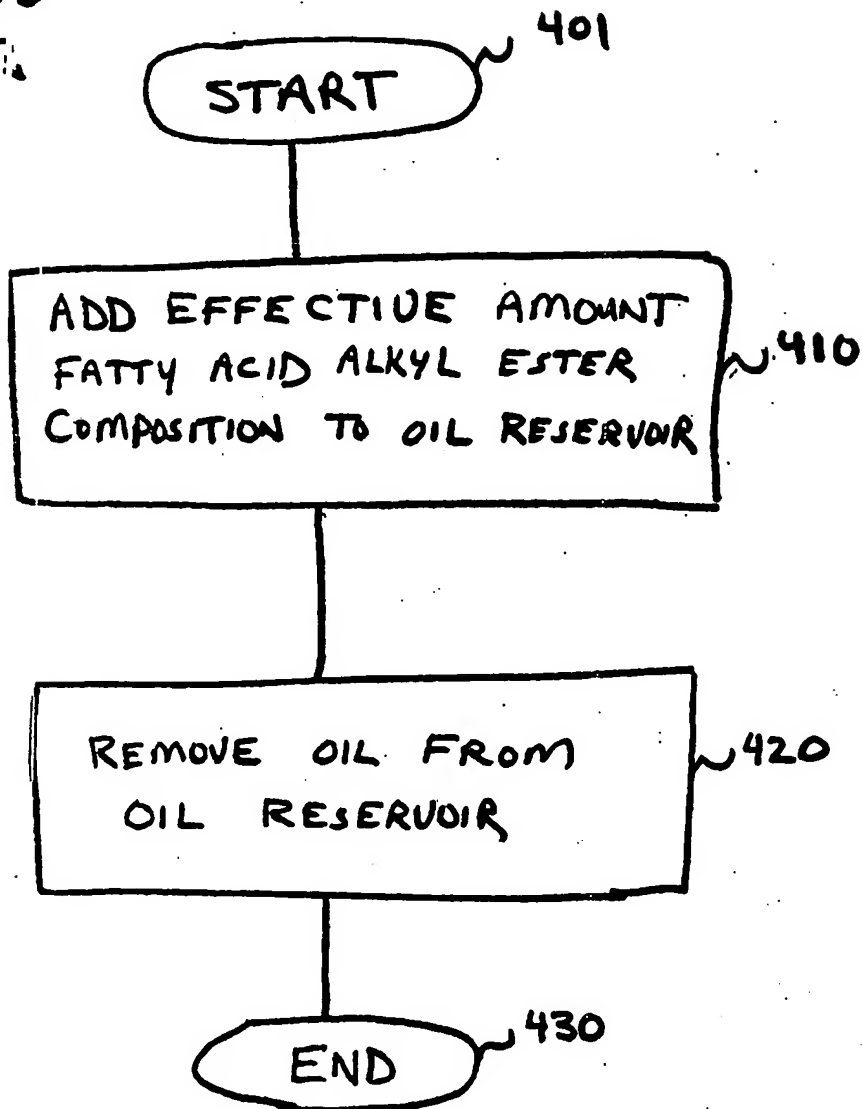 401
START
ADD EFFECTIVE AMOUNT
FATTY ACID ALKYL ESTER
COMPOSITION TO OIL RESERVOIR
410
REMOVE OIL FROM
OIL RESERVOIR
420
430
END